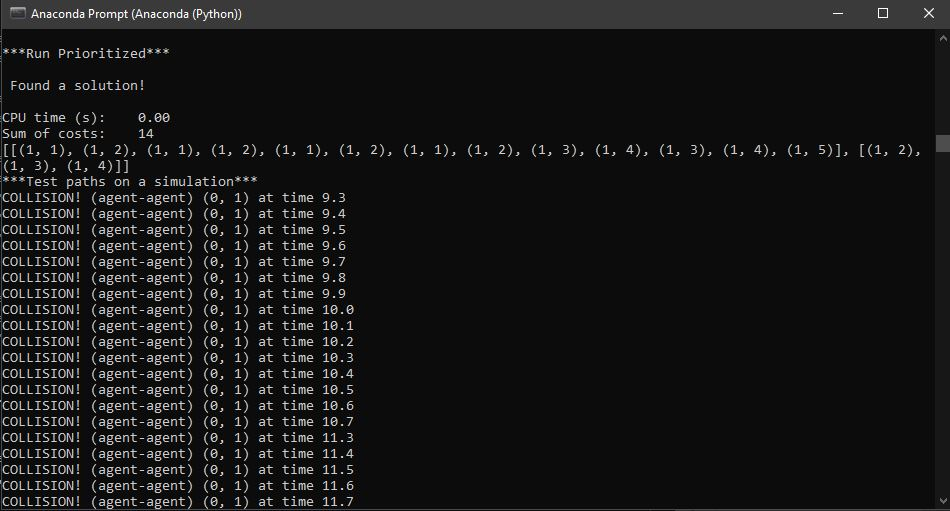 Anaconda Prompt (Anaconda (Python))
***Run Prioritized***
Found a solution!
CPU time (s):    0.00
Sum of costs:    14
[[(1, 1), (1, 2), (1, 1), (1, 2), (1, 1), (1, 2), (1, 1), (1, 2), (1, 3), (1, 4), (1, 3), (1, 4), (1, 5)], [(1, 2),
(1, 3), (1, 4)]]
***Test paths on a simulation***
COLLISION! (agent-agent) (0, 1) at time 9.3
COLLISION! (agent-agent) (0, 1) at time 9.4
COLLISION! (agent-agent) (0, 1) at time 9.5
COLLISION! (agent-agent) (0, 1) at time 9.6
COLLISION! (agent-agent) (0, 1) at time 9.7
COLLISION! (agent-agent) (0, 1) at time 9.8
COLLISION! (agent-agent) (0, 1) at time 9.9
COLLISION! (agent-agent) (0, 1) at time 10.0
COLLISION! (agent-agent) (0, 1) at time 10.1
COLLISION! (agent-agent) (0, 1) at time 10.2
COLLISION! (agent-agent) (0, 1) at time 10.3
COLLISION! (agent-agent) (0, 1) at time 10.4
COLLISION! (agent-agent) (0, 1) at time 10.5
COLLISION! (agent-agent) (0, 1) at time 10.6
COLLISION! (agent-agent) (0, 1) at time 10.7
COLLISION! (agent-agent) (0, 1) at time 11.3
COLLISION! (agent-agent) (0, 1) at time 11.4
COLLISION! (agent-agent) (0, 1) at time 11.5
COLLISION! (agent-agent) (0, 1) at time 11.6
COLLISION! (agent-agent) (0, 1) at time 11.7